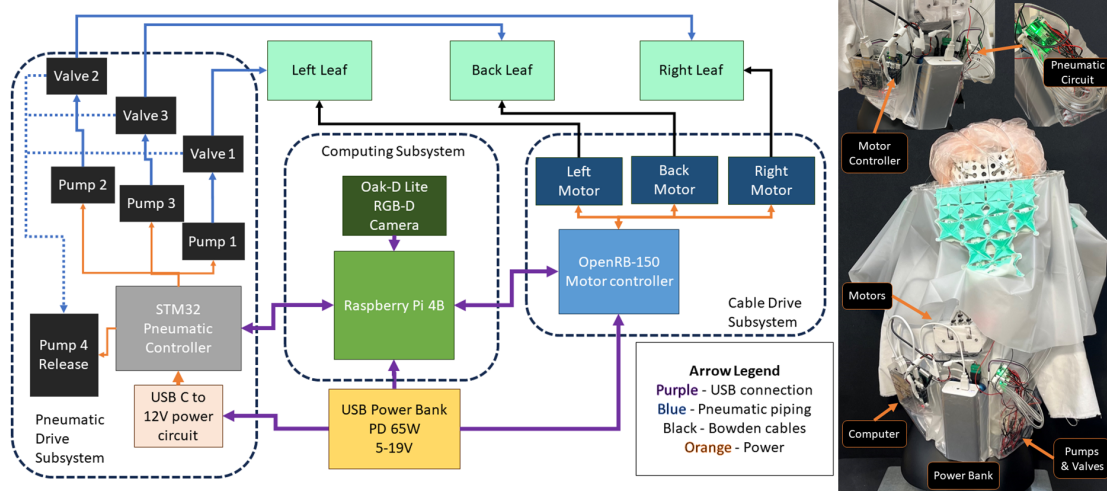 Valve 2
Valve 3
Valve 1
Pump 2
Pump 3
Pump 1
STM32
Pneumatic
Controller
Pump 4
Release
USB C to
12V power
circuit
Pneumatic
Drive
Subsystem
Left Leaf
Back Leaf
Right Leaf
Computing Subsystem
Oak-D Lite
RGB-D
Camera
Raspberry Pi 4B
USB Power Bank
PD 65W
5-19V
Left
Motor
Back
Motor
Right
Motor
OpenRB-150
Motor controller
Cable Drive
Subsystem
Arrow Legend
Purple - USB connection
Blue - Pneumatic piping
Black - Bowden cables
Orange - Power
Pneumatic
Circuit
Motor
Controller
Motors
Computer
Power Bank
Pumps
& Valves